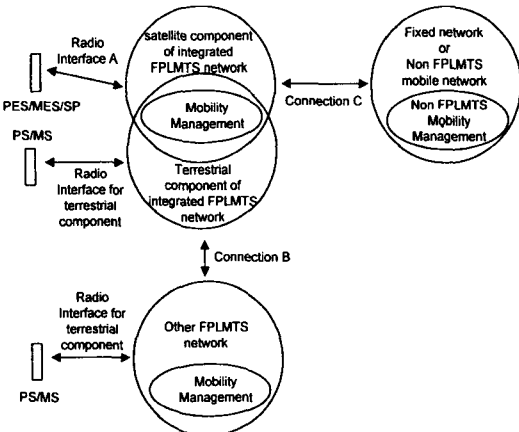 Radio
Interface A
PES/MES/SP
PS/MS
Radio
Interface for
terrestrial
component
satellite component
of integrated
FPLMTS network
Mobility
Management
Terrestrial
component of
integrated FPLMTS
network
Connection C
Fixed network
or
Non FPLMTS
mobile network
Non FPLMTS
Mobility
Management
Connection B
Radio
Interface for
terrestrial
component
PS/MS
Other FPLMTS
network
Mobility
Management